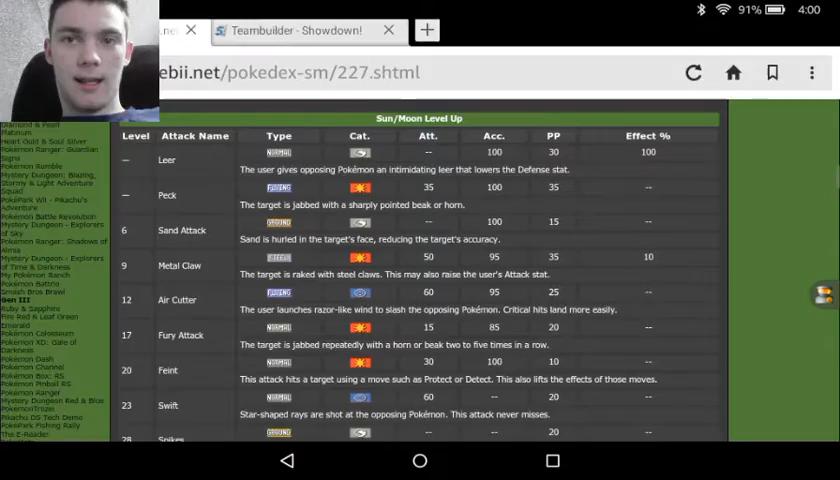 91% 4:00
.net × Teambuilder - Showdown! × +
ebii.net/pokedex-sm/227.shtml
Diamond & Pearl
Platinum
Heart Gold & Soul Silver
Pokémon Ranger: Guardian
Signs
Pokémon Rumble
Mystery Dungeon: Blazing,
Stormy & Light Adventure
Squad
PokéPark Wii - Pikachu's
Adventure
Pokémon Battle Revolution
Mystery Dungeon - Explorers
of Sky
Pokémon Ranger: Shadows of
Almia
Mystery Dungeon - Explorers
of Time & Darkness
My Pokémon Ranch
Pokémon Battrio
Smash Bros Brawl
Gen III
Ruby & Sapphire
Fire Red & Leaf Green
Emerald
Pokémon Colosseum
Pokémon XD: Gale of
Darkness
Pokémon Dash
Pokémon Channel
Pokémon Box: RS
Pokémon Pinball RS
Pokémon Ranger
Mystery Dungeon Red & Blue
PokémonTrozei
Pikachu DS Tech Demo
PokéPark Fishing Rally
The E-Reader
Sun/Moon Level Up
Level Attack Name Type Cat. Att. Acc. PP Effect %
— Leer NORMAL -- 100 30 100
The user gives opposing Pokémon an intimidating leer that lowers the Defense stat.
— Peck FLYING 35 100 35 --
The target is jabbed with a sharply pointed beak or horn.
6 Sand Attack GROUND -- 100 15 --
Sand is hurled in the target's face, reducing the target's accuracy.
9 Metal Claw STEEL 50 95 35 10
The target is raked with steel claws. This may also raise the user's Attack stat.
12 Air Cutter FLYING 60 95 25 --
The user launches razor-like wind to slash the opposing Pokémon. Critical hits land more easily.
17 Fury Attack NORMAL 15 85 20 --
The target is jabbed repeatedly with a horn or beak two to five times in a row.
20 Feint NORMAL 30 100 10 --
This attack hits a target using a move such as Protect or Detect. This also lifts the effects of those moves.
23 Swift NORMAL 60 -- 20 --
Star-shaped rays are shot at the opposing Pokémon. This attack never misses.
28 Spikes GROUND -- -- 20 --